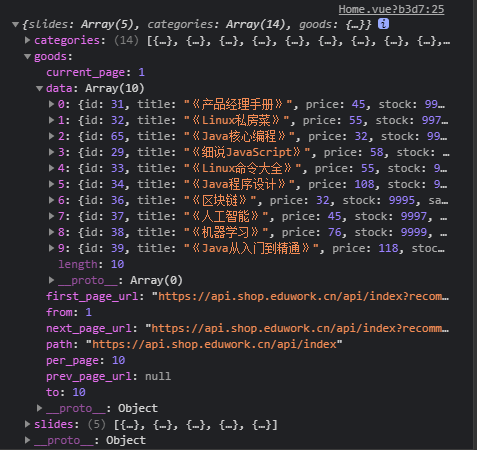 Home.vue?b3d7:25
▼{slides: Array(5), categories: Array(14), goods: {…}} i
▶categories: (14) [{…}, {…}, {…}, {…}, {…}, {…}, {…}, {…},…
▼goods:
current_page: 1
▼data: Array(10)
▶0: {id: 31, title: "《产品经理手册》", price: 45, stock: 99…
▶1: {id: 32, title: "《Linux私房菜》", price: 55, stock: 997…
▶2: {id: 65, title: "《Java核心编程》", price: 32, stock: 99…
▶3: {id: 29, title: "《细说JavaScript》", price: 58, stock:…
▶4: {id: 33, title: "《Linux命令大全》", price: 55, stock: 9…
▶5: {id: 34, title: "《Java程序设计》", price: 108, stock: 9…
▶6: {id: 36, title: "《区块链》", price: 32, stock: 9995, sa…
▶7: {id: 37, title: "《人工智能》", price: 45, stock: 9997, …
▶8: {id: 38, title: "《机器学习》", price: 76, stock: 9999, …
▶9: {id: 39, title: "《Java从入门到精通》", price: 118, stoc…
length: 10
▶__proto__: Array(0)
first_page_url: "https://api.shop.eduwork.cn/api/index?recomm…
from: 1
next_page_url: "https://api.shop.eduwork.cn/api/index?recomm…
path: "https://api.shop.eduwork.cn/api/index"
per_page: 10
prev_page_url: null
to: 10
▶__proto__: Object
▶slides: (5) [{…}, {…}, {…}, {…}, {…}]
▶__proto__: Object